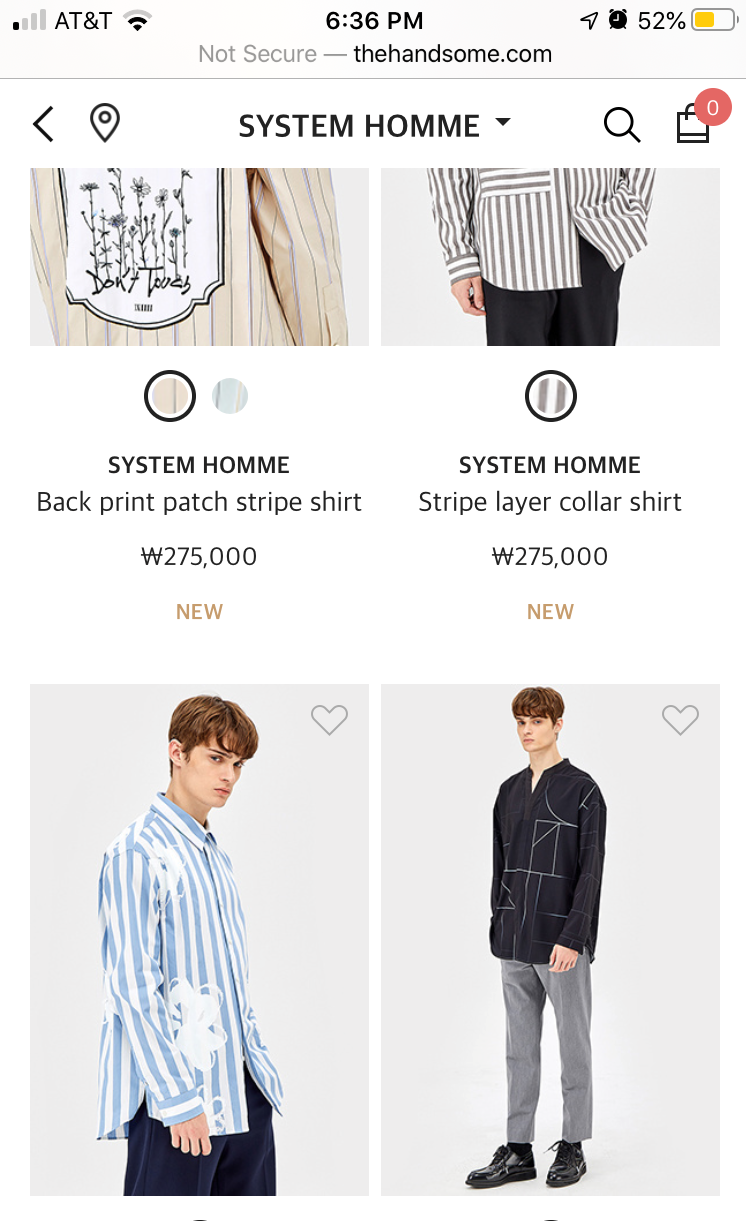 AT&T 6:36 PM 52%
Not Secure — thehandsome.com
SYSTEM HOMME 0
Don't Touch
SYSTEM HOMME SYSTEM HOMME
Back print patch stripe shirt Stripe layer collar shirt
₩275,000 ₩275,000
NEW NEW